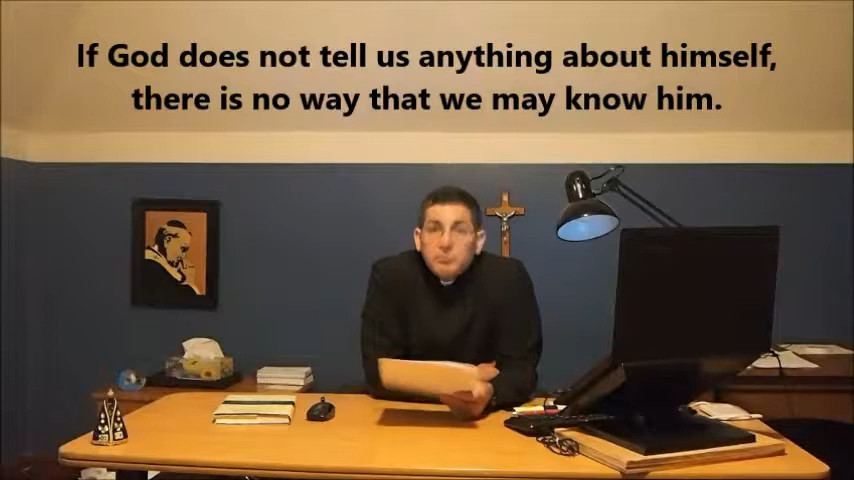 If God does not tell us anything about himself,
there is no way that we may know him.